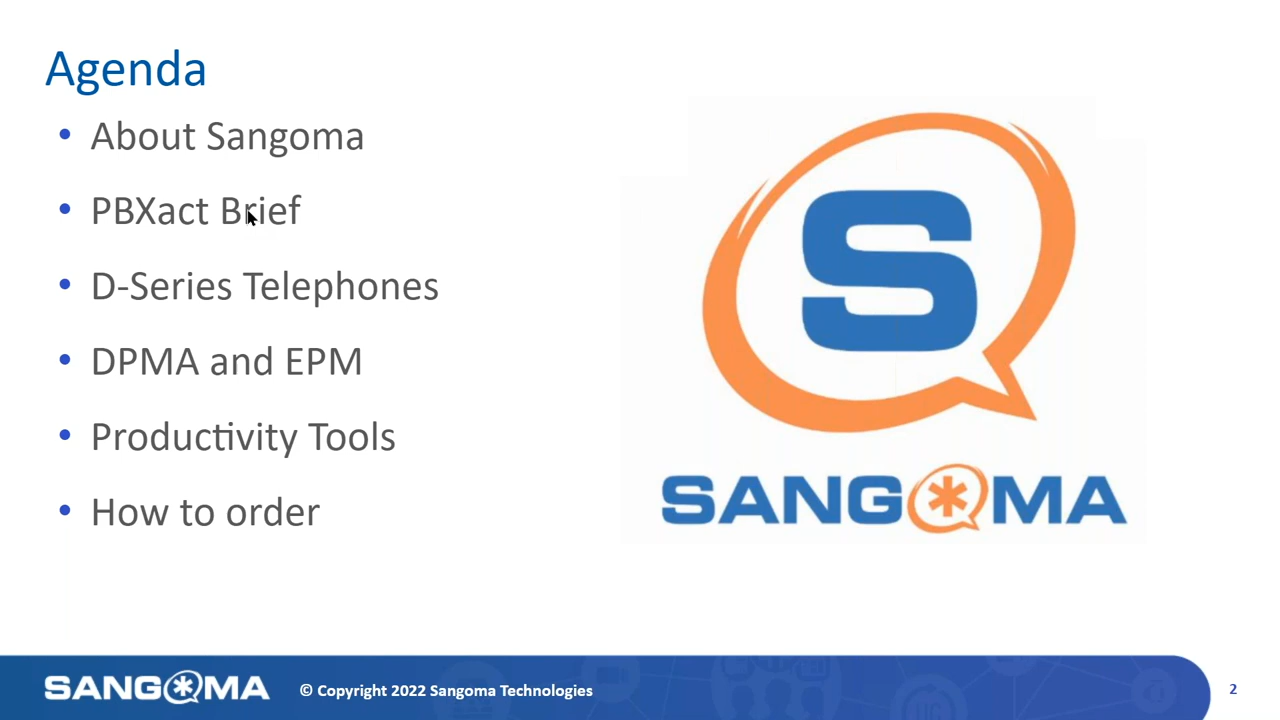 Agenda
• About Sangoma
• PBXact Brief
• D-Series Telephones
• DPMA and EPM
• Productivity Tools
• How to order
S
SANGOMA
SANGOMA
© Copyright 2022 Sangoma Technologies
2